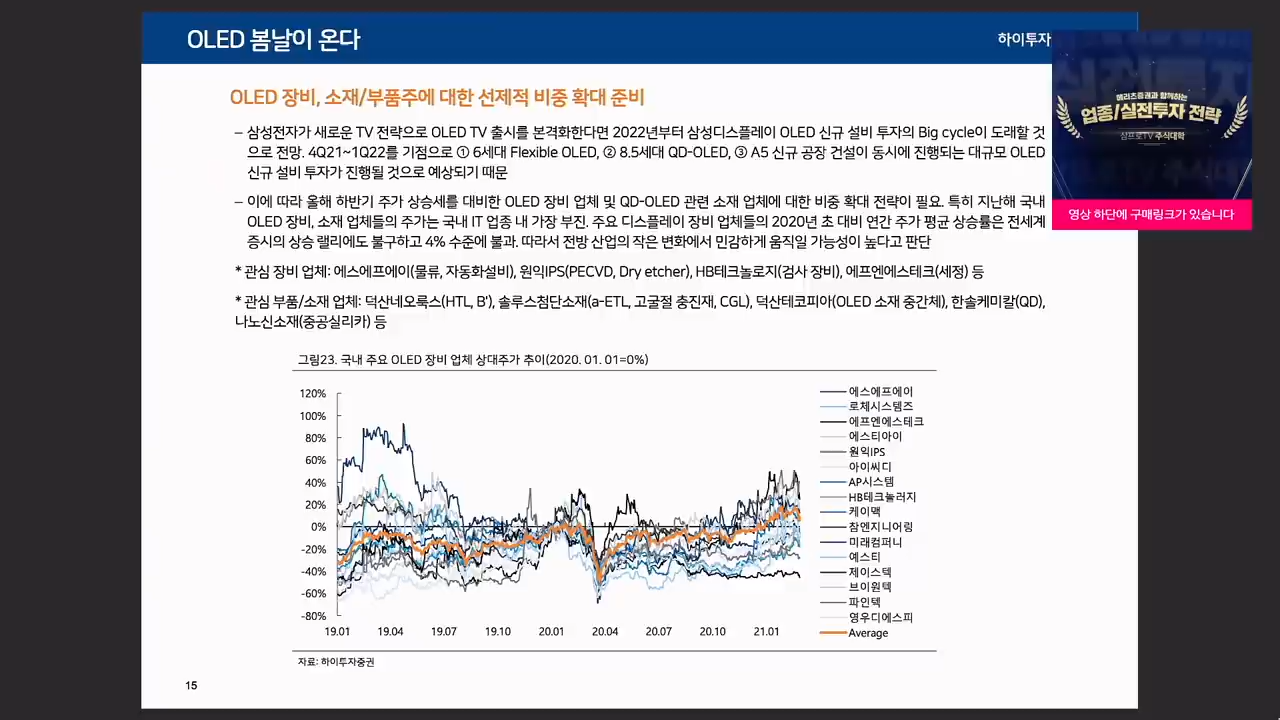 OLED 봄날이 온다
하이투자
OLED 장비, 소재/부품주에 대한 선제적 비중 확대 준비
– 삼성전자가 새로운 TV 전략으로 OLED TV 출시를 본격화한다면 2022년부터 삼성디스플레이 OLED 신규 설비 투자의 Big cycle이 도래할 것
으로 전망. 4Q21~1Q22를 기점으로 ① 6세대 Flexible OLED, ② 8.5세대 QD-OLED, ③ A5 신규 공장 건설이 동시에 진행되는 대규모 OLED
신규 설비 투자가 진행될 것으로 예상되기 때문
– 이에 따라 올해 하반기 주가 상승세를 대비한 OLED 장비 업체 및 QD-OLED 관련 소재 업체에 대한 비중 확대 전략이 필요. 특히 지난해 국내
OLED 장비, 소재 업체들의 주가는 국내 IT 업종 내 가장 부진. 주요 디스플레이 장비 업체들의 2020년 초 대비 연간 주가 평균 상승률은 전세계
증시의 상승 랠리에도 불구하고 4% 수준에 불과. 따라서 전방 산업의 작은 변화에서 민감하게 움직일 가능성이 높다고 판단
* 관심 장비 업체: 에스에프에이(물류, 자동화설비), 원익IPS(PECVD, Dry etcher), HB테크놀로지(검사 장비), 에프엔에스테크(세정) 등
* 관심 부품/소재 업체: 덕산네오룩스(HTL, B'), 솔루스첨단소재(a-ETL, 고굴절 충진재, CGL), 덕산테코피아(OLED 소재 중간체), 한솔케미칼(QD),
나노신소재(중공실리카) 등
그림23. 국내 주요 OLED 장비 업체 상대주가 추이(2020. 01. 01=0%)
120%
100%
80%
60%
40%
20%
0%
-20%
-40%
-60%
-80%
19.01 19.04 19.07 19.10 20.01 20.04 20.07 20.10 21.01
에스에프에이
로체시스템즈
에프엔에스테크
에스티아이
원익IPS
아이씨디
AP시스템
HB테크놀러지
케이맥
참엔지니어링
미래컴퍼니
예스티
제이스텍
브이원텍
파인텍
영우디에스피
Average
자료: 하이투자증권
15
메리츠증권과 함께하는
업종/실전투자 전략
삼프로TV 주식대학
영상 하단에 구매링크가 있습니다